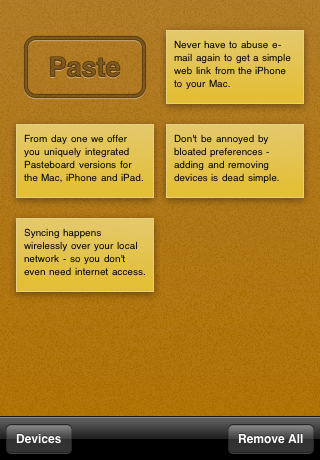 Paste
Never have to abuse e-
mail again to get a simple
web link from the iPhone
to your Mac.
From day one we offer
you uniquely integrated
Pasteboard versions for
the Mac, iPhone and iPad.
Don't be annoyed by
bloated preferences -
adding and removing
devices is dead simple.
Syncing happens
wirelessly over your local
network - so you don't
even need internet access.
Devices
Remove All